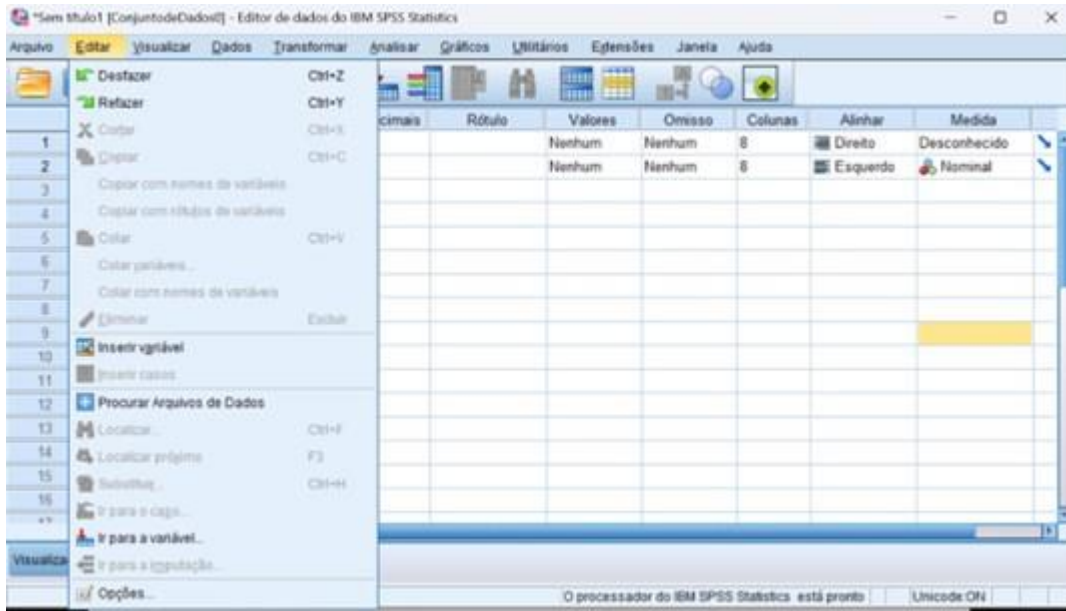 *Sem título1 [ConjuntodeDados0] - Editor de dados do IBM SPSS Statistics
Arquivo Editar Visualizar Dados Transformar Analisar Gráficos Utilitários Extensões Janela Ajuda
Desfazer Ctrl+Z
Refazer Ctrl+Y
Cortar Ctrl+X
Copiar Ctrl+C
Copiar com nomes de variáveis
Copiar com rótulos de variáveis
Colar Ctrl+V
Colar variáveis...
Colar com nomes de variáveis
Eliminar Excluir
Inserir variável
Inserir casos
Procurar Arquivos de Dados
Localizar... Ctrl+F
Localizar próximo F3
Substituir... Ctrl+H
Ir para o caso...
Ir para a variável...
Ir para a imputação...
Opções...
cimais Rótulo Valores Omisso Colunas Alinhar Medida
1 Nenhum Nenhum 8 Direito Desconhecido
2 Nenhum Nenhum 8 Esquerdo Nominal
3
4
5
6
7
8
9
10
11
12
13
14
15
16
Visualiza
O processador do IBM SPSS Statistics está pronto Unicode:ON